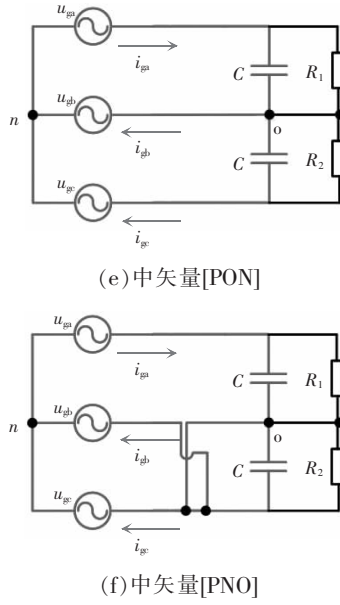 u_ga
i_ga
C
R_1
u_gb
n
o
i_gb
C
R_2
u_gc
i_gc
(e)中矢量[PON]
u_ga
i_ga
C
R_1
u_gb
n
o
i_gb
C
R_2
u_gc
i_gc
(f)中矢量[PNO]